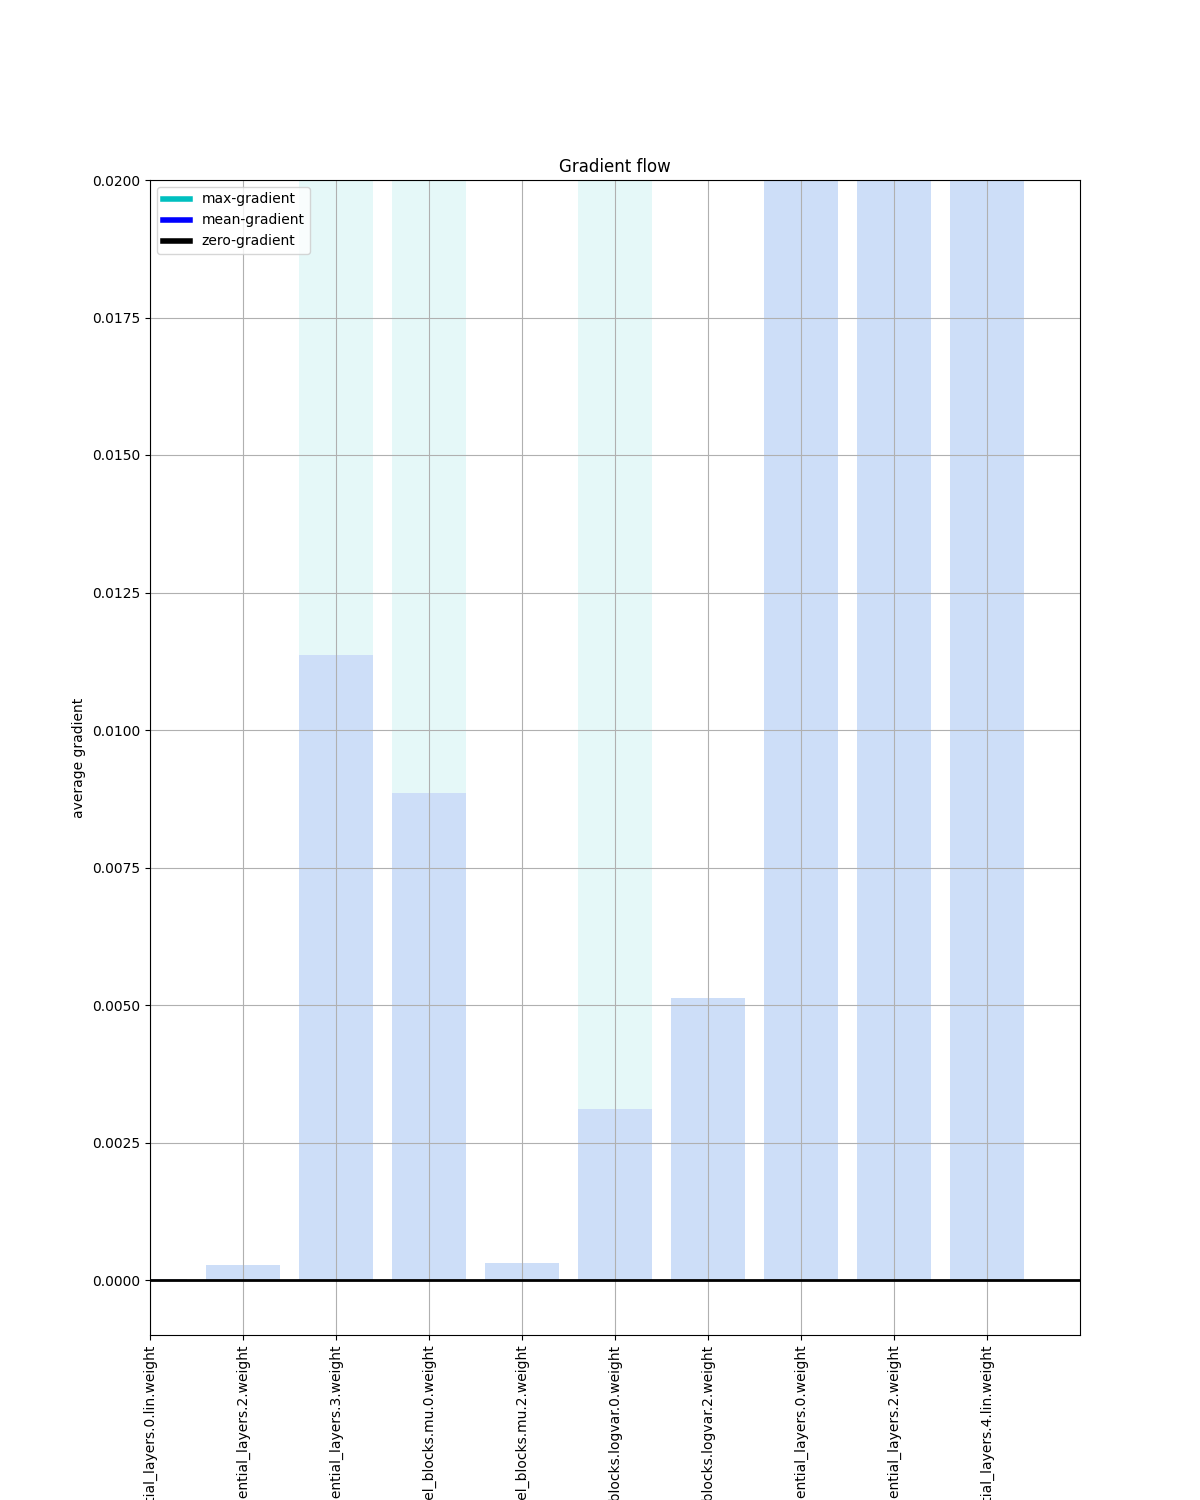 Gradient flow
max-gradient
mean-gradient
zero-gradient
0.0200
0.0175
0.0150
0.0125
0.0100
0.0075
0.0050
0.0025
0.0000
average gradient
tial_layers.0.lin.weight
ential_layers.2.weight
ential_layers.3.weight
el_blocks.mu.0.weight
el_blocks.mu.2.weight
blocks.logvar.0.weight
blocks.logvar.2.weight
ential_layers.0.weight
ential_layers.2.weight
tial_layers.4.lin.weight